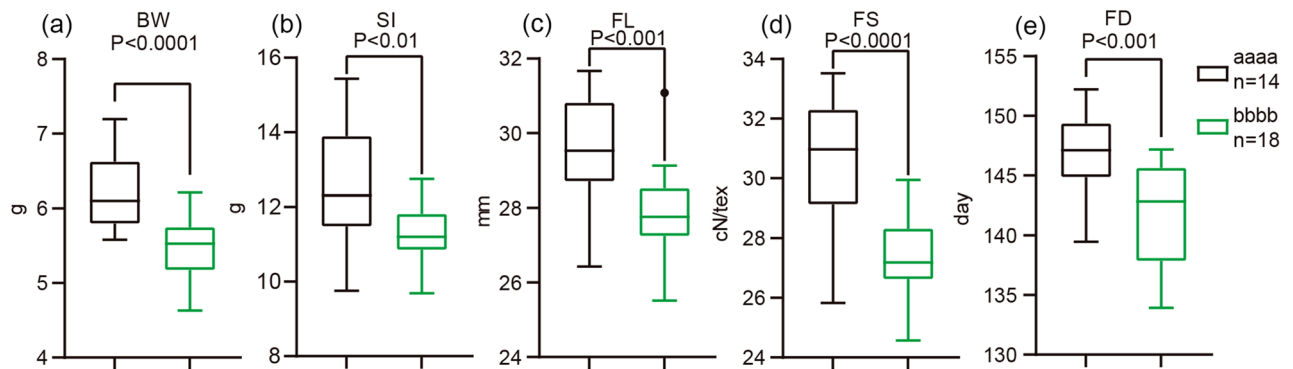 (a)
BW
P<0.0001
8
7
6
5
4
g
(b)
SI
P<0.01
16
14
12
10
8
g
(c)
FL
P<0.001
32
30
28
26
24
mm
(d)
FS
P<0.0001
34
32
30
28
26
24
cN/tex
(e)
FD
P<0.001
155
150
145
140
135
130
day
aaaa
n=14
bbbb
n=18